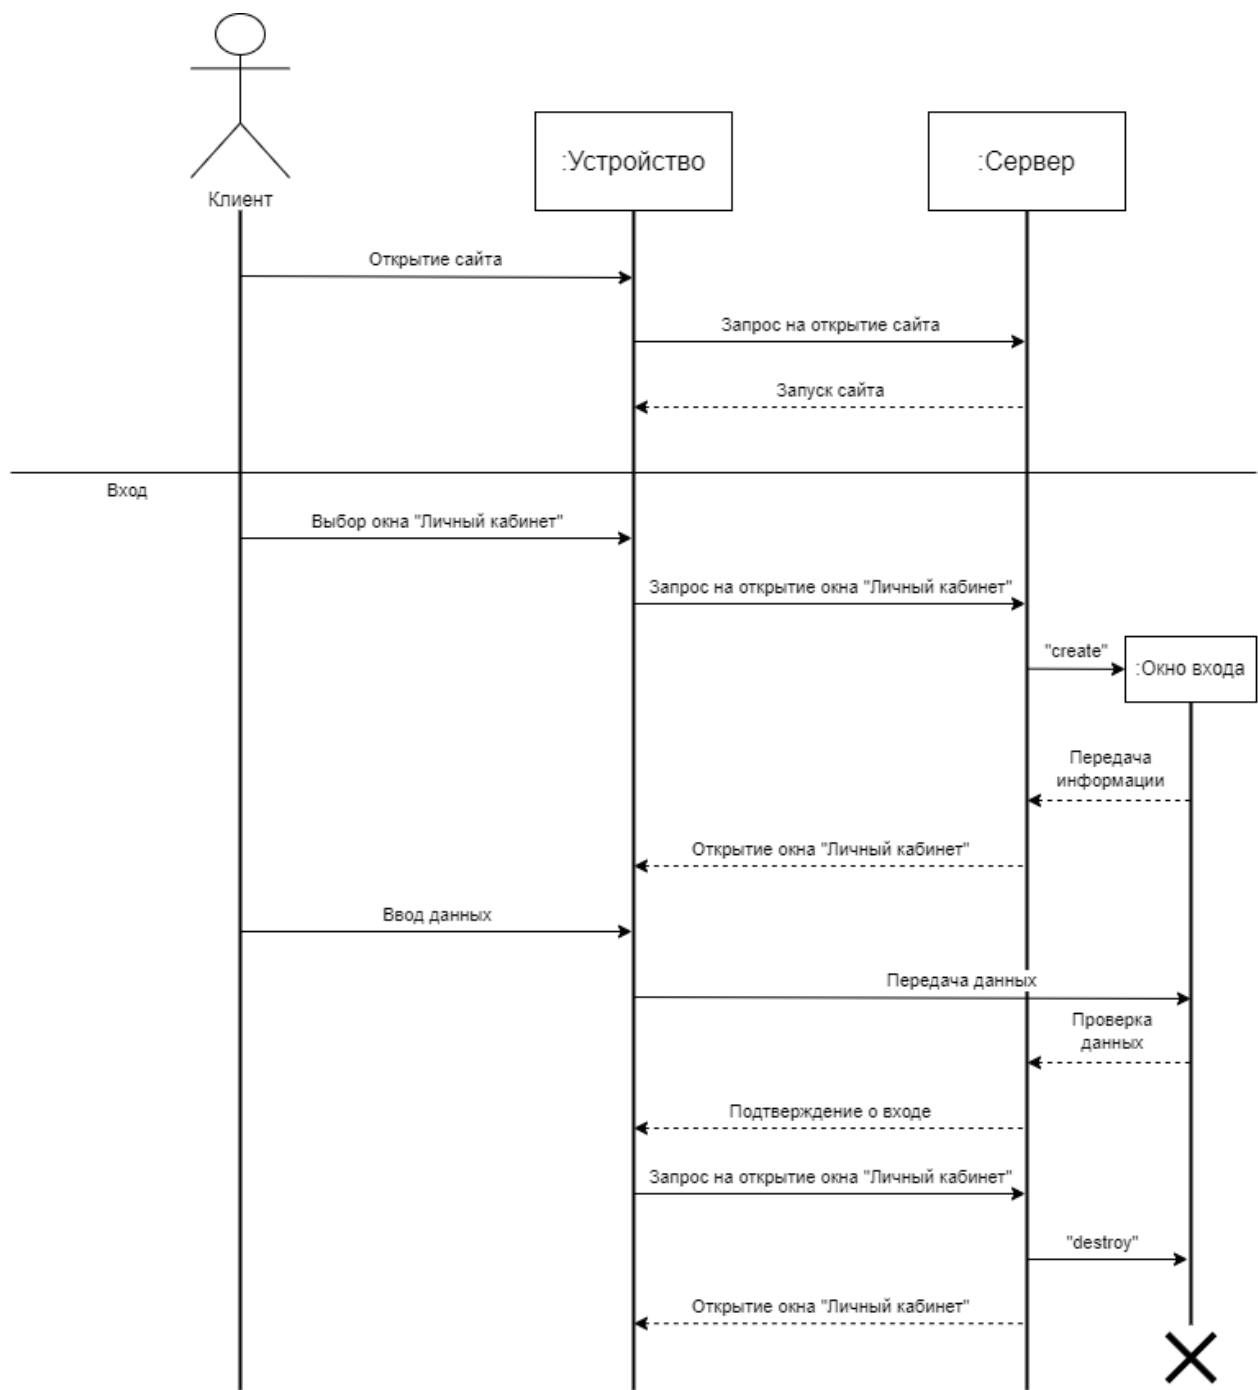 Клиент
:Устройство
:Сервер
Открытие сайта
Запрос на открытие сайта
Запуск сайта
Вход
Выбор окна "Личный кабинет"
Запрос на открытие окна "Личный кабинет"
"create"
:Окно входа
Передача
информации
Открытие окна "Личный кабинет"
Ввод данных
Передача данных
Проверка
данных
Подтверждение о входе
Запрос на открытие окна "Личный кабинет"
"destroy"
Открытие окна "Личный кабинет"